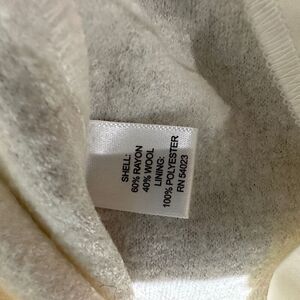 SHELL:
60% RAYON
40% WOOL
LINING:
100% POLYESTER
RN 54023